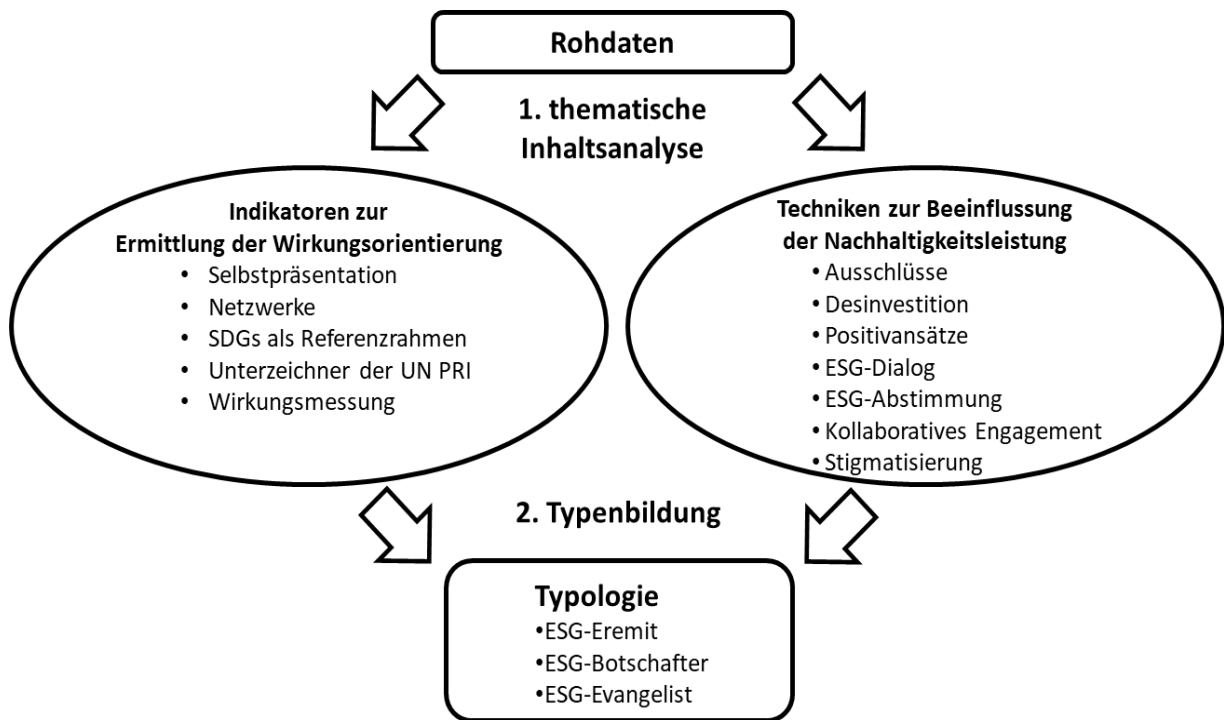 Rohdaten
1. thematische
Inhaltsanalyse
Indikatoren zur
Ermittlung der Wirkungsorientierung
• Selbstpräsentation
• Netzwerke
• SDGs als Referenzrahmen
• Unterzeichner der UN PRI
• Wirkungsmessung
Techniken zur Beeinflussung
der Nachhaltigkeitsleistung
• Ausschlüsse
• Desinvestition
• Positivansätze
• ESG-Dialog
• ESG-Abstimmung
• Kollaboratives Engagement
• Stigmatisierung
2. Typenbildung
Typologie
•ESG-Eremit
•ESG-Botschafter
•ESG-Evangelist